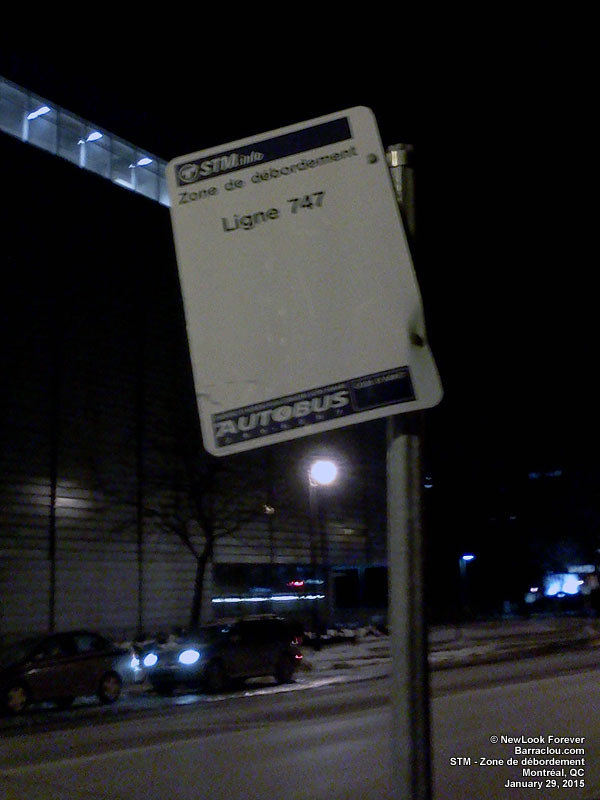 STM info
Zone de débordement
Ligne 747
AUTOBUS
© NewLook Forever
Barraclou.com
STM - Zone de débordement
Montréal, QC
January 29, 2015